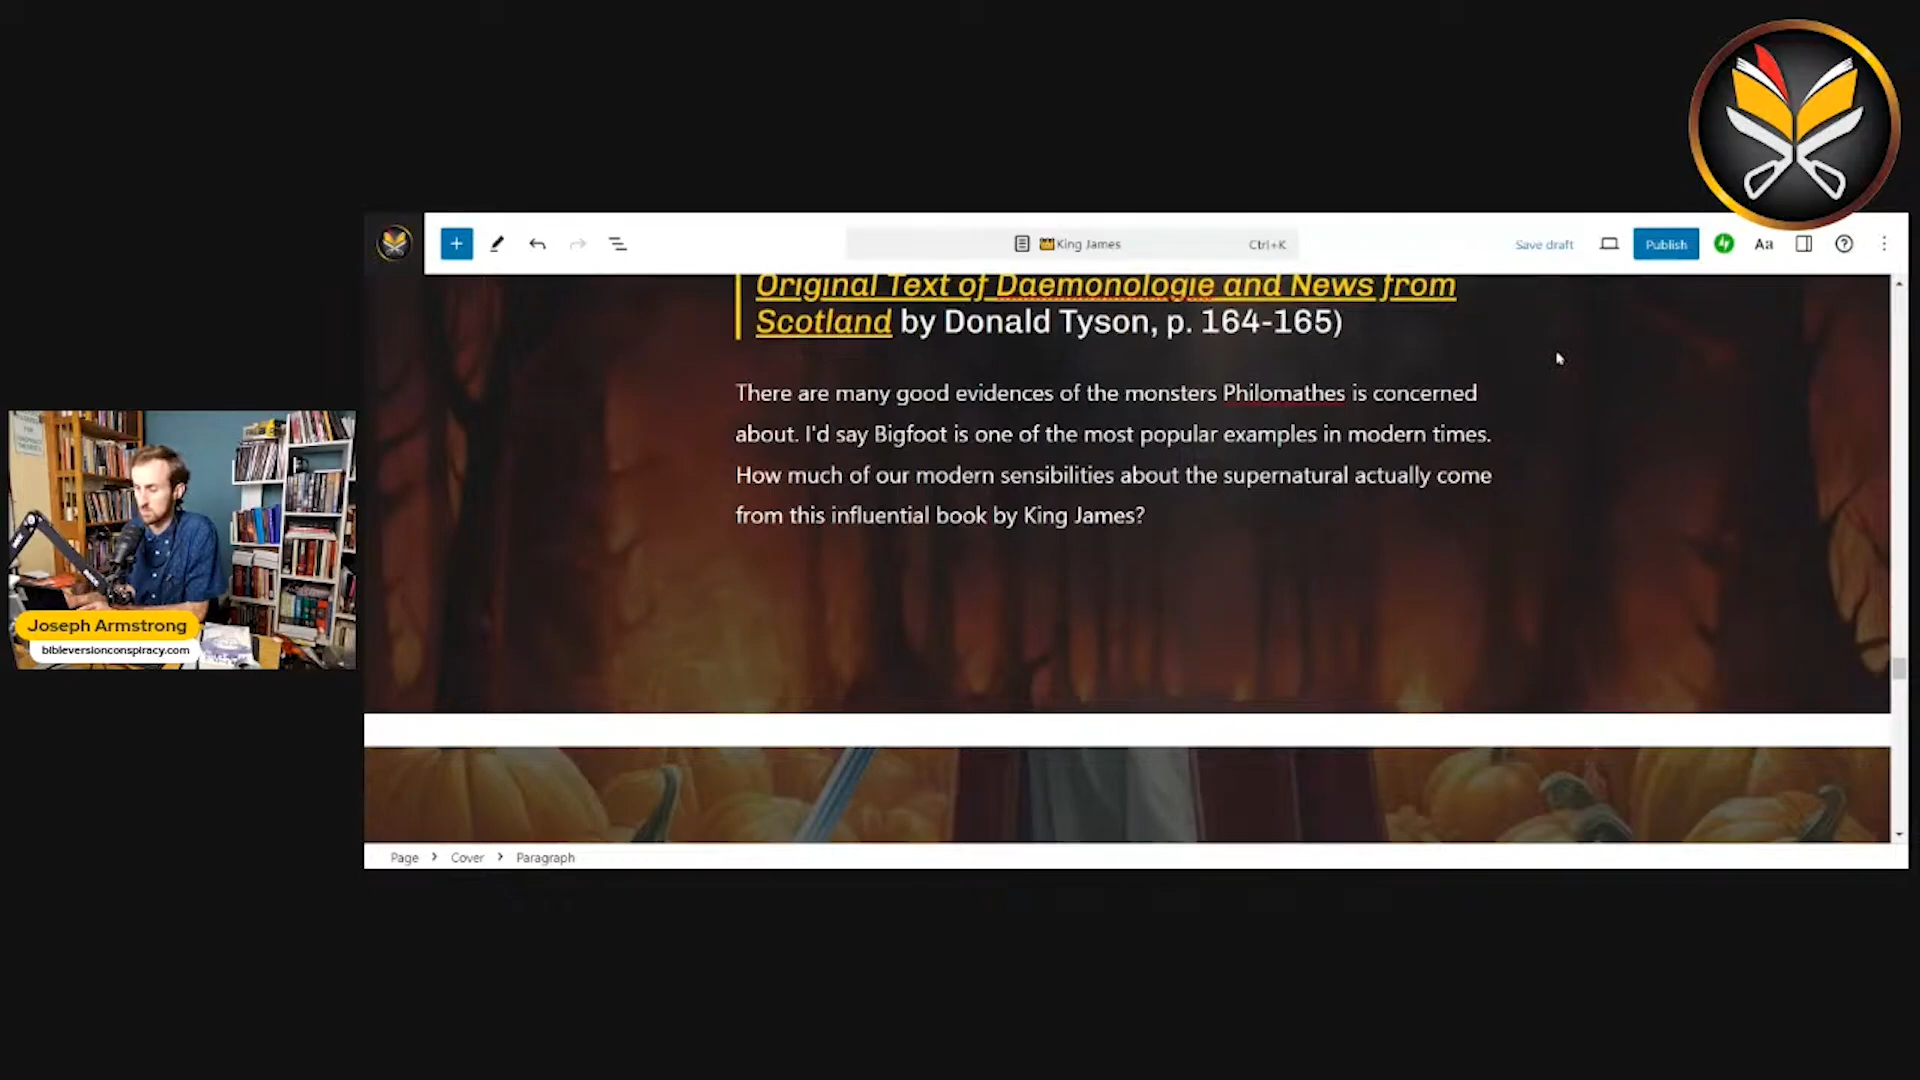 King James
Ctrl+K
Save draft
Publish
Aa
Original Text of Daemonologie and News from
Scotland by Donald Tyson, p. 164-165)
There are many good evidences of the monsters Philomathes is concerned
about. I'd say Bigfoot is one of the most popular examples in modern times.
How much of our modern sensibilities about the supernatural actually come
from this influential book by King James?
Joseph Armstrong
bibleversionconspiracy.com
Page > Cover > Paragraph